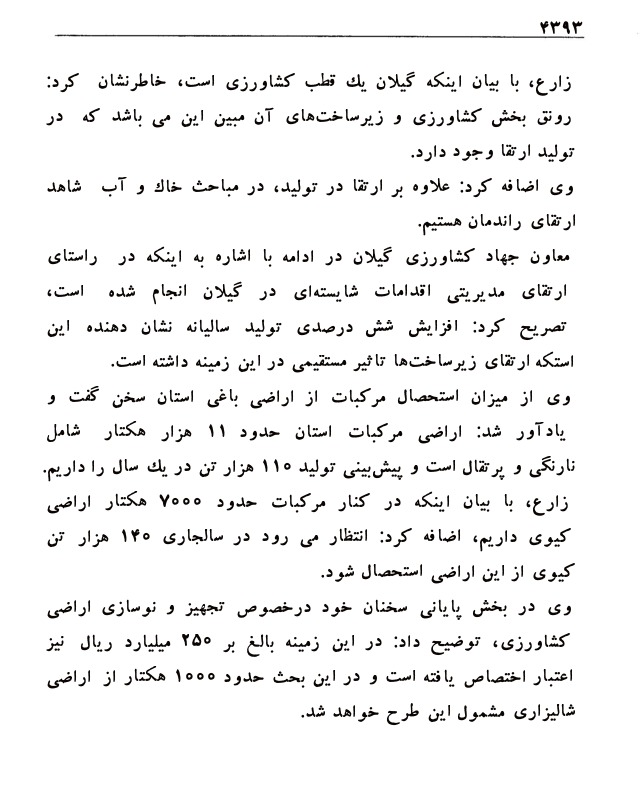 ۴۳۹۳
زارع، با بیان اینکه گیلان یك قطب کشاورزی است، خاطرنشان کرد:
رونق بخش کشاورزی و زیرساخت‌های آن مبین این می باشد که در
تولید ارتقا وجود دارد.
وی اضافه کرد: علاوه بر ارتقا در تولید، در مباحث خاك و آب شاهد
ارتقای راندمان هستیم.
معاون جهاد کشاورزی گیلان در ادامه با اشاره به اینکه در راستای
ارتقای مدیریتی اقدامات شایسته‌ای در گیلان انجام شده است،
تصریح کرد: افزایش شش درصدی تولید سالیانه نشان دهنده این
استکه ارتقای زیرساخت‌ها تاثیر مستقیمی در این زمینه داشته است.
وی از میزان استحصال مرکبات از اراضی باغی استان سخن گفت و
یادآور شد: اراضی مرکبات استان حدود ۱۱ هزار هکتار شامل
نارنگی و پرتقال است و پیش‌بینی تولید ۱۱۰ هزار تن در یك سال را داریم.
زارع، با بیان اینکه در کنار مرکبات حدود ۷۰۰۰ هکتار اراضی
کیوی داریم، اضافه کرد: انتظار می رود در سالجاری ۱۴۰ هزار تن
کیوی از این اراضی استحصال شود.
وی در بخش پایانی سخنان خود درخصوص تجهیز و نوسازی اراضی
کشاورزی، توضیح داد: در این زمینه بالغ بر ۲۵۰ میلیارد ریال نیز
اعتبار اختصاص یافته است و در این بحث حدود ۱۰۰۰ هکتار از اراضی
شالیزاری مشمول این طرح خواهد شد.